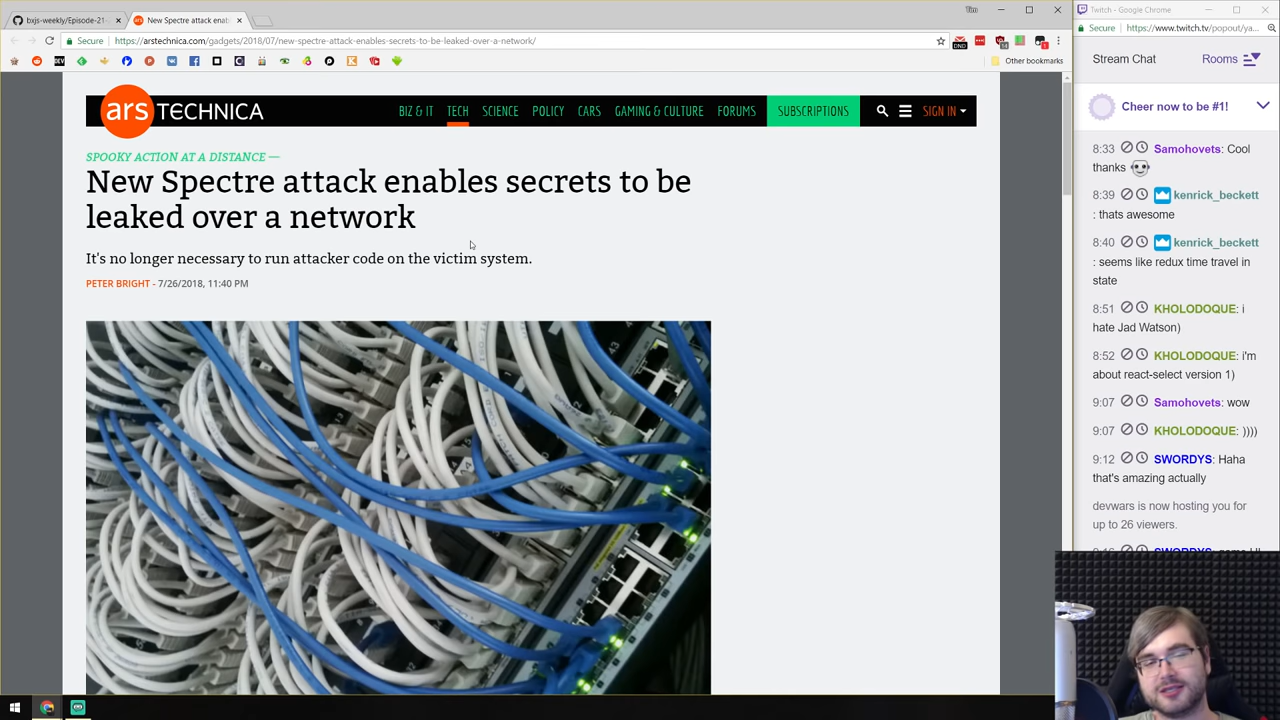 bxjs-weekly/Episode-21-
New Spectre attack enab
Tim
Twitch - Google Chrome
Secure
https://arstechnica.com/gadgets/2018/07/new-spectre-attack-enables-secrets-to-be-leaked-over-a-network/
Secure
https://www.twitch.tv/popout/ya...
Other bookmarks
ars TECHNICA
BIZ & IT
TECH
SCIENCE
POLICY
CARS
GAMING & CULTURE
FORUMS
SUBSCRIPTIONS
SIGN IN
SPOOKY ACTION AT A DISTANCE —
New Spectre attack enables secrets to be
leaked over a network
It's no longer necessary to run attacker code on the victim system.
PETER BRIGHT - 7/26/2018, 11:40 PM
Stream Chat
Rooms
Cheer now to be #1!
8:33 Samohovets: Cool
thanks
8:39 kenrick_beckett
: thats awesome
8:40 kenrick_beckett
: seems like redux time travel in
state
8:51 KHOLODOQUE: i
hate Jad Watson)
8:52 KHOLODOQUE: i'm
about react-select version 1)
9:07 Samohovets: wow
9:07 KHOLODOQUE: ))))
9:12 SWORDYS: Haha
that's amazing actually
devwars is now hosting you for
up to 26 viewers.